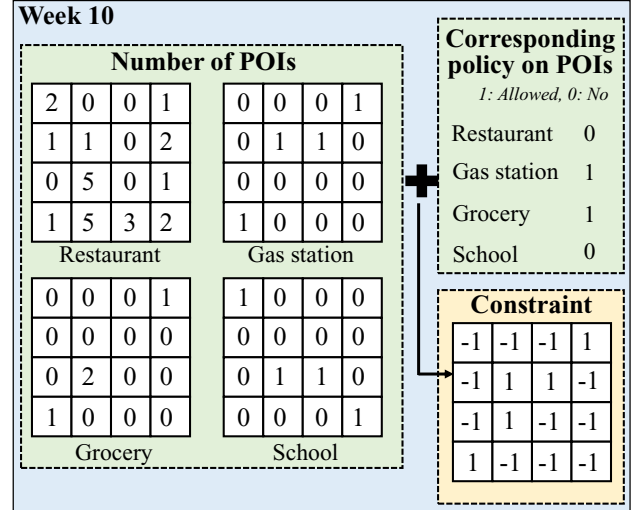 Week 10
Number of POIs
2 0 0 1
1 1 0 2
0 5 0 1
1 5 3 2
Restaurant
0 0 0 1
0 1 1 0
0 0 0 0
1 0 0 0
Gas station
0 0 0 1
0 0 0 0
0 2 0 0
1 0 0 0
Grocery
1 0 0 0
0 0 0 0
0 1 1 0
0 0 0 1
School
Corresponding
policy on POIs
1: Allowed, 0: No
Restaurant 0
Gas station 1
Grocery 1
School 0
Constraint
-1 -1 -1 1
-1 1 1 -1
-1 1 -1 -1
1 -1 -1 -1